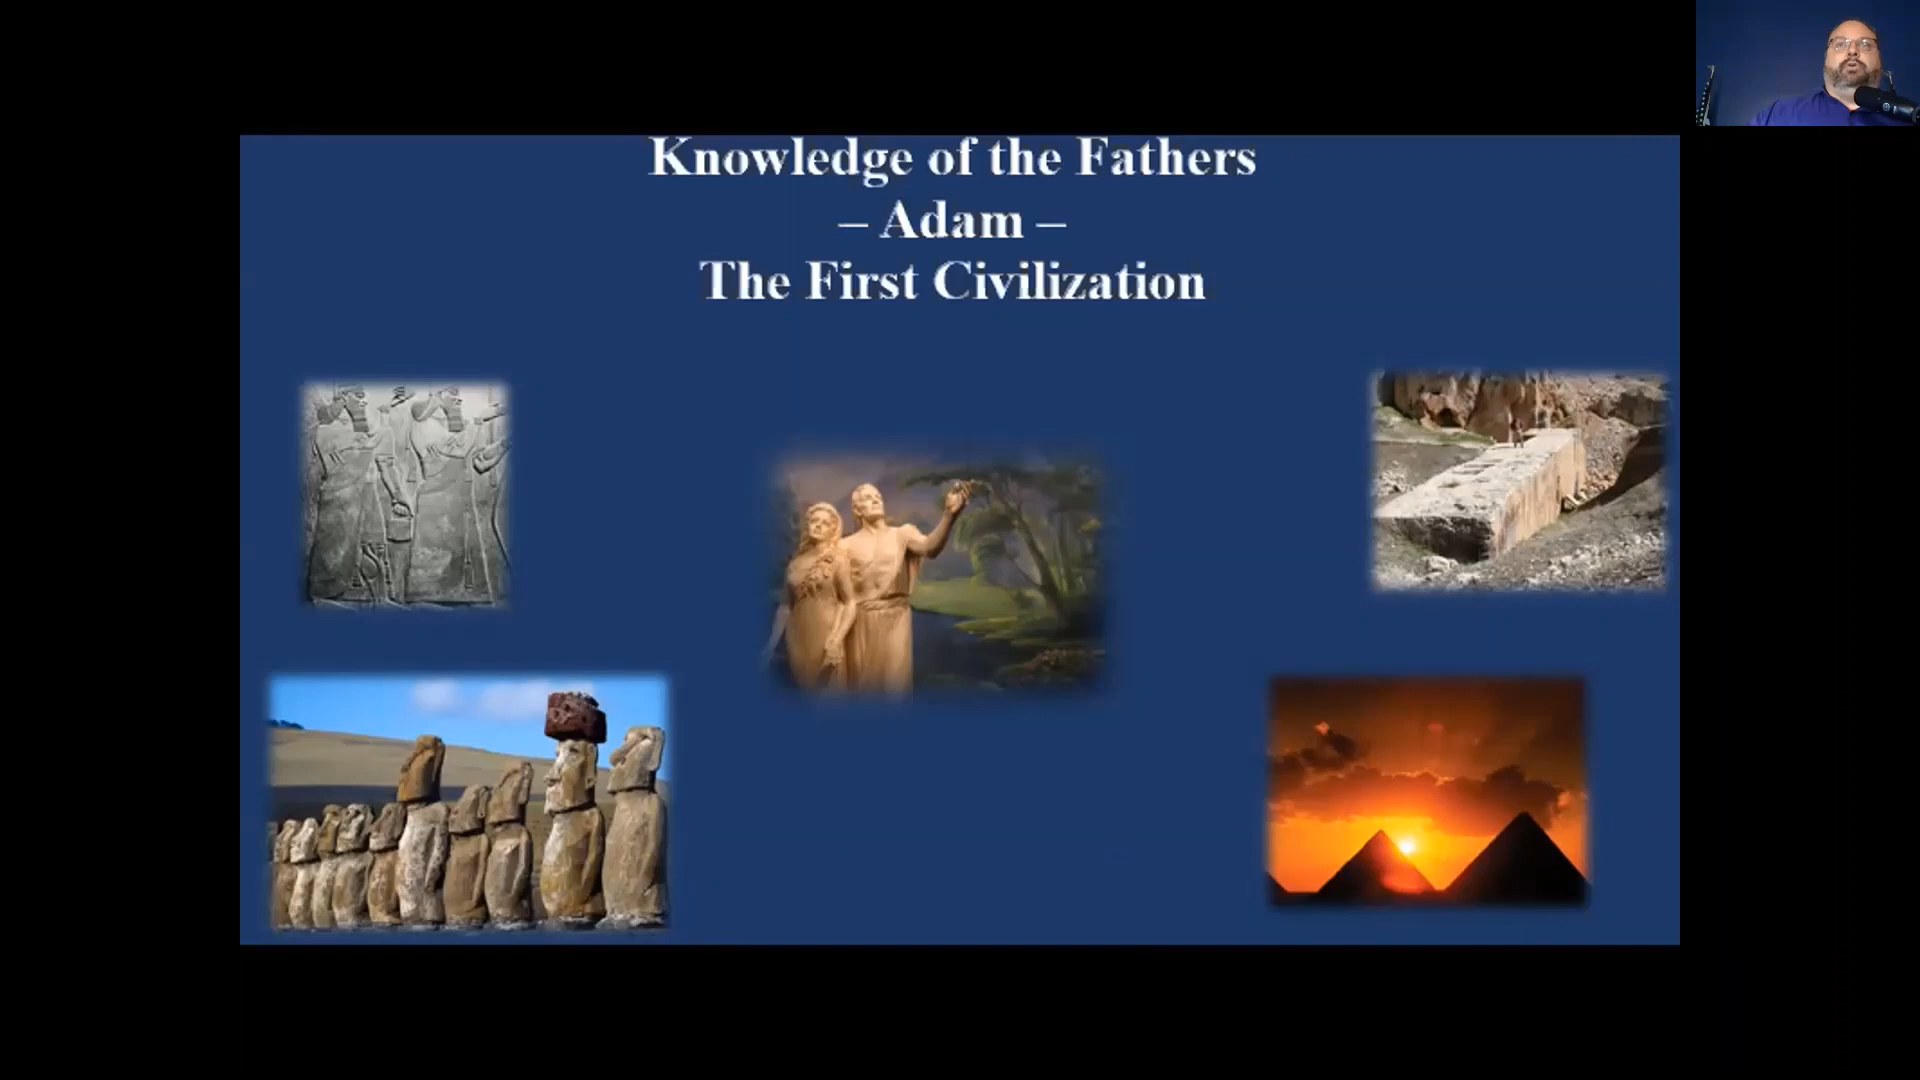 Knowledge of the Fathers
– Adam –
The First Civilization